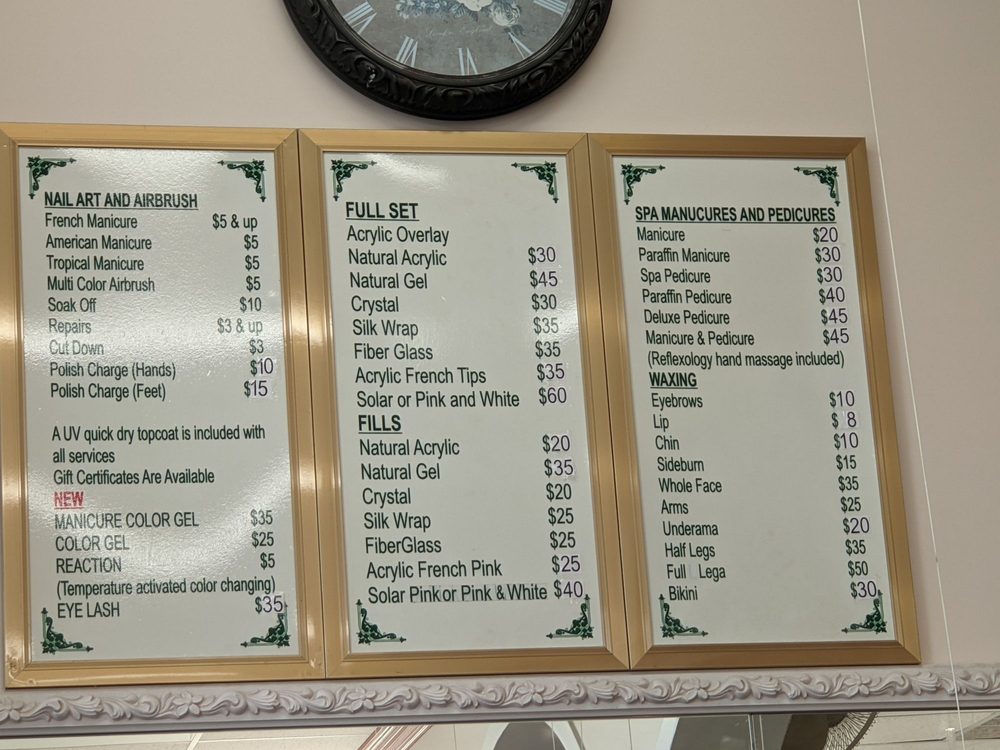 NAIL ART AND AIRBRUSH
French Manicure $5 & up
American Manicure $5
Tropical Manicure $5
Multi Color Airbrush $5
Soak Off $10
Repairs $3 & up
Cut Down $3
Polish Charge (Hands) $10
Polish Charge (Feet) $15
A UV quick dry topcoat is included with
all services
Gift Certificates Are Available
NEW
MANICURE COLOR GEL $35
COLOR GEL $25
REACTION $5
(Temperature activated color changing)
EYE LASH $35
FULL SET
Acrylic Overlay
Natural Acrylic $30
Natural Gel $45
Crystal $30
Silk Wrap $35
Fiber Glass $35
Acrylic French Tips $35
Solar or Pink and White $60
FILLS
Natural Acrylic $20
Natural Gel $35
Crystal $20
Silk Wrap $25
FiberGlass $25
Acrylic French Pink $25
Solar Pink or Pink & White $40
SPA MANUCURES AND PEDICURES
Manicure $20
Paraffin Manicure $30
Spa Pedicure $30
Paraffin Pedicure $40
Deluxe Pedicure $45
Manicure & Pedicure $45
(Reflexology hand massage included)
WAXING
Eyebrows $10
Lip $ 8
Chin $10
Sideburn $15
Whole Face $35
Arms $25
Underama $20
Half Legs $35
Full Lega $50
Bikini $30